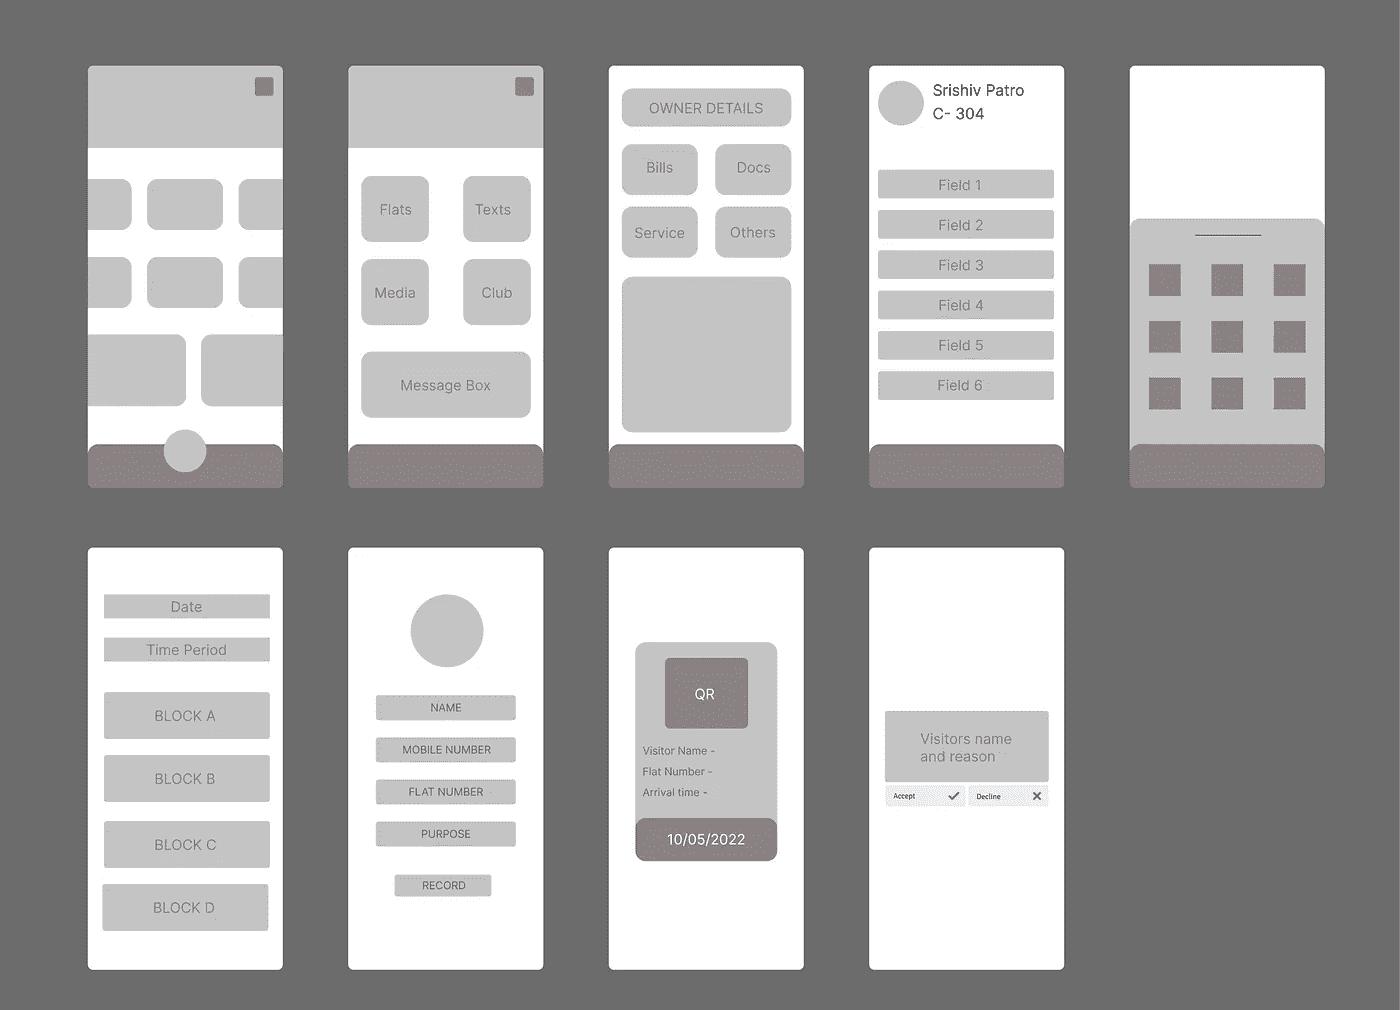 Flats
Texts
Media
Club
Message Box
OWNER DETAILS
Bills
Docs
Service
Others
Srishiv Patro
C- 304
Field 1
Field 2
Field 3
Field 4
Field 5
Field 6
Date
Time Period
BLOCK A
BLOCK B
BLOCK C
BLOCK D
NAME
MOBILE NUMBER
FLAT NUMBER
PURPOSE
RECORD
QR
Visitor Name -
Flat Number -
Arrival time -
10/05/2022
Visitors name
and reason
Accept
Decline